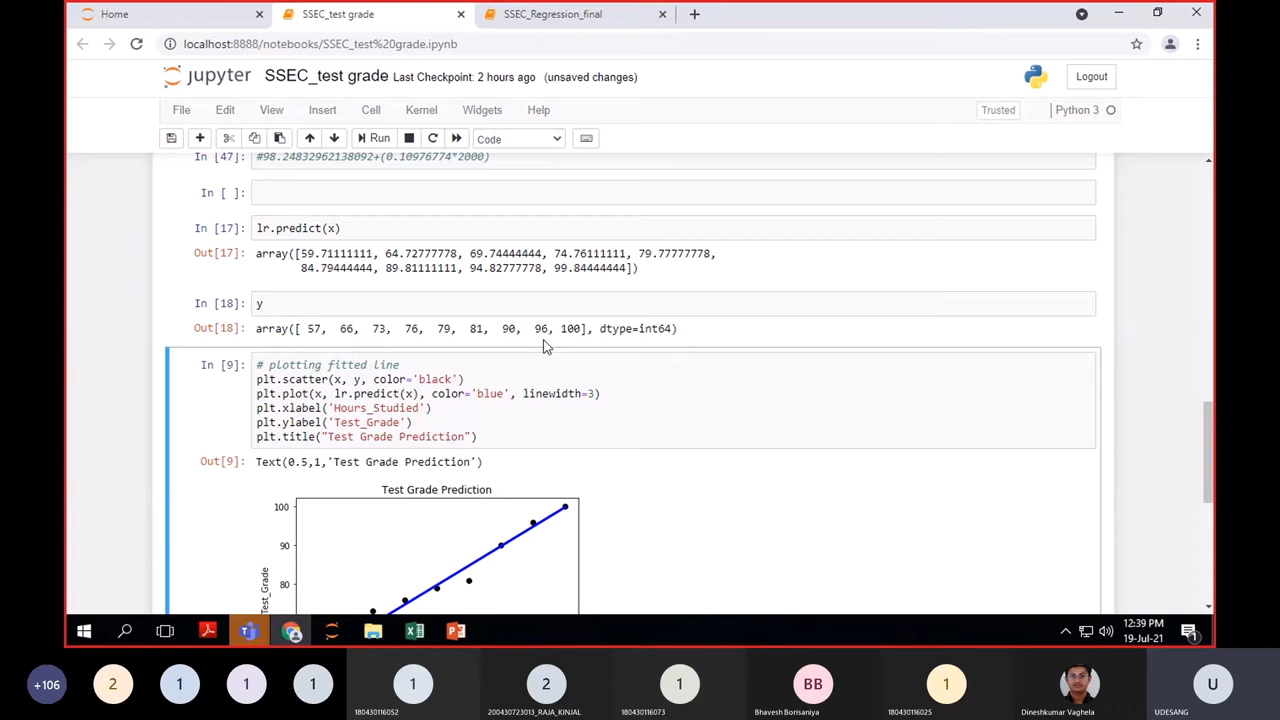 Home
SSEC_test grade
SSEC_Regression_final
localhost:8888/notebooks/SSEC_test%20grade.ipynb
jupyter SSEC_test grade Last Checkpoint: 2 hours ago (unsaved changes)
Logout
File Edit View Insert Cell Kernel Widgets Help
Trusted
Python 3
Run
Code
In [47]: #98.24832962138092+(0.10976774*2000)
In [ ]:
In [17]: lr.predict(x)
Out[17]: array([59.71111111, 64.72777778, 69.74444444, 74.76111111, 79.77777778,
84.79444444, 89.81111111, 94.82777778, 99.84444444])
In [18]: y
Out[18]: array([ 57, 66, 73, 76, 79, 81, 90, 96, 100], dtype=int64)
In [9]: # plotting fitted line
plt.scatter(x, y, color='black')
plt.plot(x, lr.predict(x), color='blue', linewidth=3)
plt.xlabel('Hours_Studied')
plt.ylabel('Test_Grade')
plt.title("Test Grade Prediction")
Out[9]: Text(0.5,1,'Test Grade Prediction')
Test Grade Prediction
100
90
80
Test_Grade
12:39 PM
19-Jul-21
1
+106
2
1
1
1
1
180430116052
2
200430723013_RAJA_KINJAL
1
180430116073
BB
Bhavesh Borisaniya
1
180430116025
Dineshkumar Vaghela
U
UDESANG